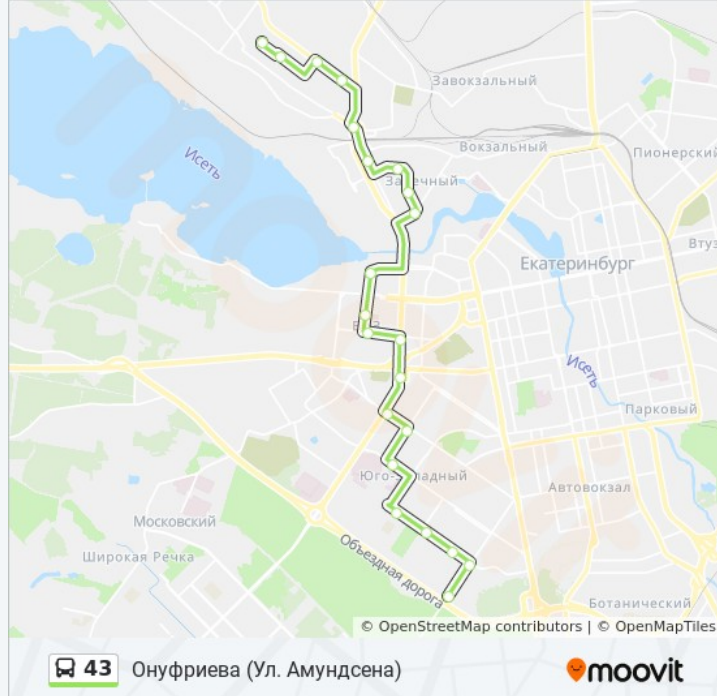 Завокзальный
Вокзальный
Пионерский
Исеть
Заречный
Втуз
Екатеринбург
ВИЗ
Исеть
Парковый
Юго-Западный
Автовокзал
Московский
Объездная дорога
Широкая Речка
Ботанический
© OpenStreetMap contributors | © OpenMapTiles
43 Онуфриева (Ул. Амундсена)
moovit